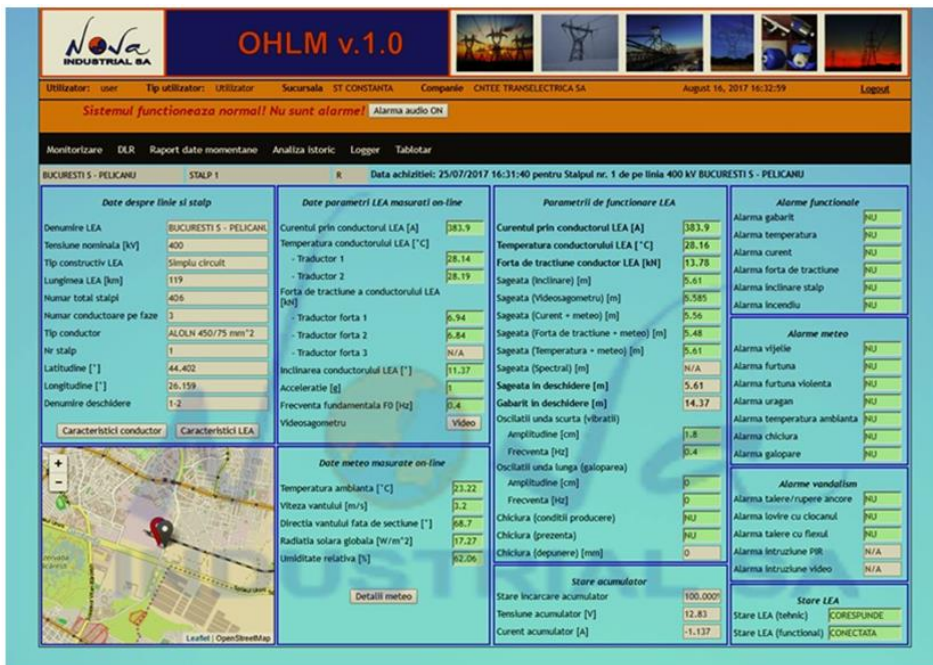 Nova
INDUSTRIAL SA
OHLM v.1.0
Utilizator: user Tip utilizator: Utilizator Sucursala ST CONSTANTA Companie CNTEE TRANSELECTRICA SA August 16, 2017 16:32:59 Logout
Sistemul functioneaza normal! Nu sunt alarme! Alarma audio ON
Monitorizare DLR Raport date momentane Analiza istoric Logger Tablotar
BUCURESTI S - PELICANU STALP 1 R Data achizitiei: 25/07/2017 16:31:40 pentru Stalpul nr. 1 de pe linia 400 kV BUCURESTI S - PELICANU
Date despre linie si stalp
Denumire LEA BUCURESTI S - PELICANU
Tensiune nominala [kV] 400
Tip constructiv LEA Simplu circuit
Lungimea LEA [km] 119
Numar total stalpi 406
Numar conductoare pe faze 3
Tip conductor ALOLN 450/75 mm^2
Nr stalp 1
Latitudine [°] 44.402
Longitudine [°] 26.159
Denumire deschidere 1-2
Caracteristici conductor Caracteristici LEA
+
-
Leaflet | OpenStreetMap
Date parametri LEA masurati on-line
Curentul prin conductorul LEA [A] 383.9
Temperatura conductorului LEA [°C]
- Traductor 1 28.14
- Traductor 2 28.19
Forta de tractiune a conductorului LEA
[kN]
- Traductor forta 1 6.94
- Traductor forta 2 6.84
- Traductor forta 3 N/A
Inclinarea conductorului LEA [°] 11.37
Acceleratie [g] 1
Frecventa fundamentala F0 [Hz] 0.4
Videosagometru Video
Date meteo masurate on-line
Temperatura ambianta [°C] 23.22
Viteza vantului [m/s] 3.2
Directia vantului fata de sectiune [°] 68.7
Radiatia solara globala [W/m^2] 17.27
Umiditate relativa [%] 62.06
Detalii meteo
Parametrii de functionare LEA
Curentul prin conductorul LEA [A] 383.9
Temperatura conductorului LEA [°C] 28.16
Forta de tractiune conductor LEA [kN] 13.78
Sageata (Inclinare) [m] 5.61
Sageata (Videosagometru) [m] 5.585
Sageata (Curent + meteo) [m] 5.56
Sageata (Forta de tractiune + meteo) [m] 5.48
Sageata (Temperatura + meteo) [m] 5.61
Sageata (Spectral) [m] N/A
Sageata in deschidere [m] 5.61
Gabarit in deschidere [m] 14.37
Oscilatii unda scurta (vibratii)
Amplitudine [cm] 1.8
Frecventa [Hz] 0.4
Oscilatii unda lunga (galoparea)
Amplitudine [cm] 0
Frecventa [Hz] 0
Chiciura (conditii producere) NU
Chiciura (prezenta) NU
Chiciura (depunere) [mm] 0
Stare acumulator
Stare incarcare acumulator 100.000%
Tensiune acumulator [V] 12.83
Curent acumulator [A] -1.137
Alarme functionale
Alarma gabarit NU
Alarma temperatura NU
Alarma curent NU
Alarma forta de tractiune NU
Alarma inclinare stalp NU
Alarma incendiu NU
Alarme meteo
Alarma vijelie NU
Alarma furtuna NU
Alarma furtuna violenta NU
Alarma uragan NU
Alarma temperatura ambianta NU
Alarma chiciura NU
Alarma galopare NU
Alarme vandalism
Alarma taiere/rupere ancore NU
Alarma lovire cu ciocanul NU
Alarma taiere cu flexul NU
Alarma intruziune PIR N/A
Alarma intruziune video N/A
Stare LEA
Stare LEA (tehnic) CORESPUNDE
Stare LEA (functional) CONECTATA
Nova
INDUSTRIAL SA